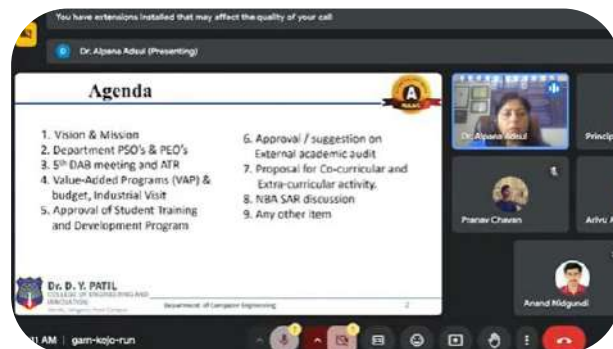 You have extensions installed that may affect the quality of your call
D
Dr. Alpana Adsul (Presenting)
Agenda
A
NAAC
1. Vision & Mission
2. Department PSO's & PEO's
3. 5th DAB meeting and ATR
4. Value-Added Programs (VAP) &
budget, Industrial Visit
5. Approval of Student Training
and Development Program
6. Approval / suggestion on
External academic audit
7. Proposal for Co-curricular and
Extra-curricular activity.
8. NBA SAR discussion
9. Any other item
Dr. D. Y. PATIL
COLLEGE OF ENGINEERING AND
INNOVATION
Department of Computer Engineering
2
Dr. Alpana Adsul
Princip
Pranav Chavan
Arivu A
Anand Nidgundi
AM | garn-kojo-run